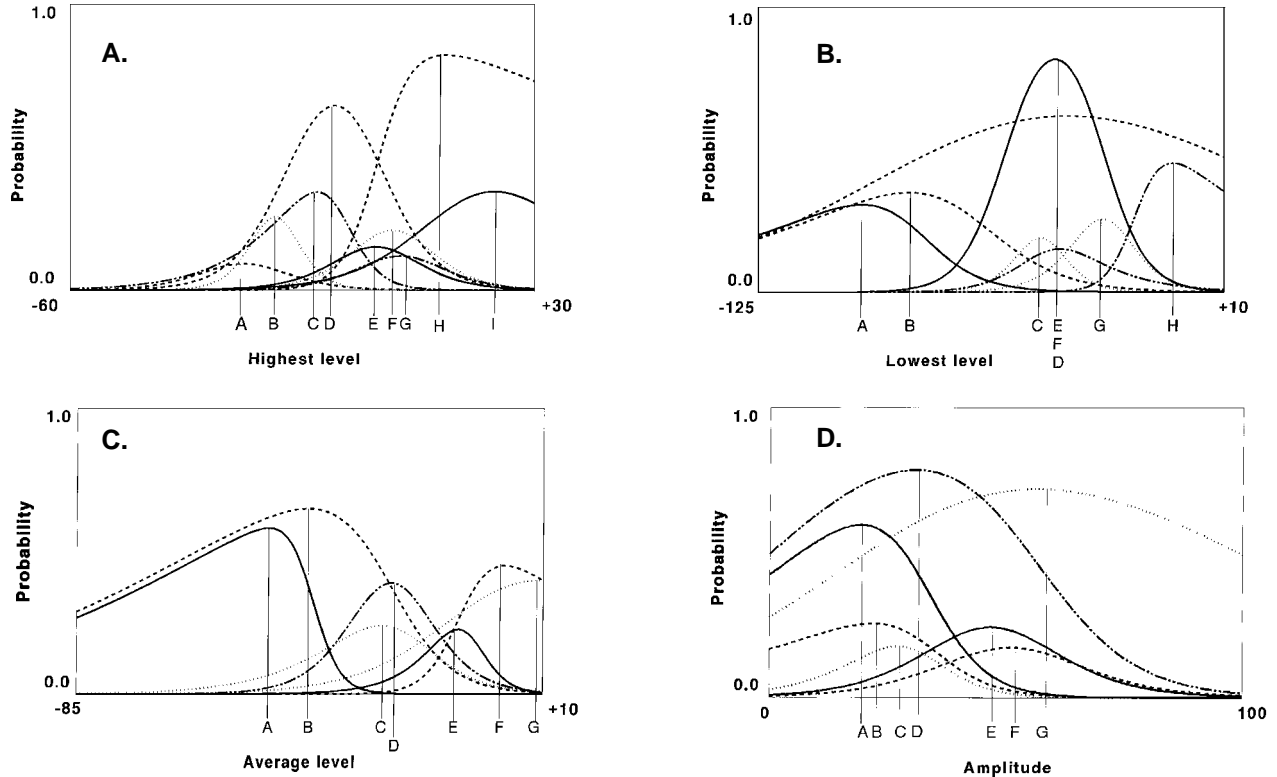 1.0
A.
Probability
0.0
-60 +30
A B C D E F G H I
Highest level
1.0
B.
Probability
0.0
-125 +10
A B C E G H
F
D
Lowest level
1.0
C.
Probability
0.0
-85 +10
A B C E F G
D
Average level
1.0
D.
Probability
0.0
0 100
A B C D E F G
Amplitude